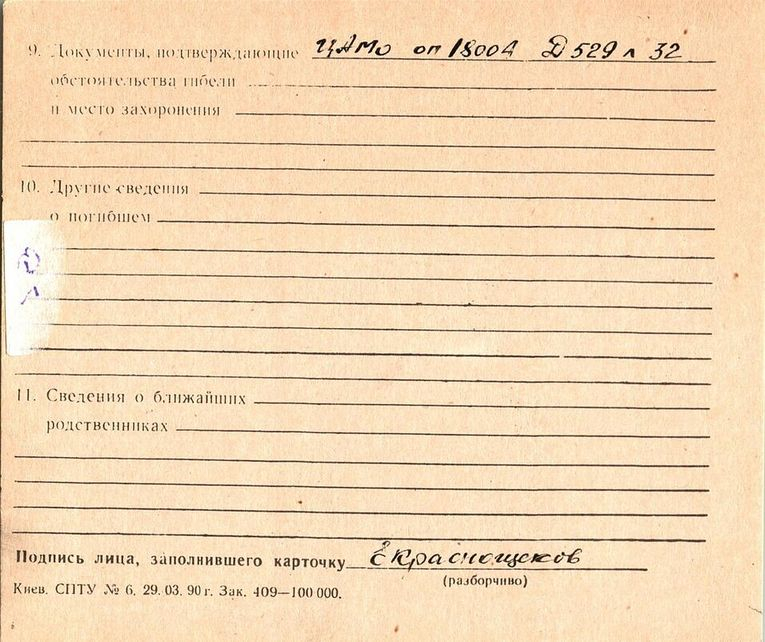 9. Документы, подтверждающие ЦАМО оп 18004 Д 529 л 32
обстоятельства гибели
и место захоронения
10. Другие сведения
о погибшем
11. Сведения о ближайших
родственниках
Подпись лица, заполнившего карточку Краснощеков
(разборчиво)
Киев. СПТУ № 6. 29. 03. 90 г. Зак. 409—100 000.